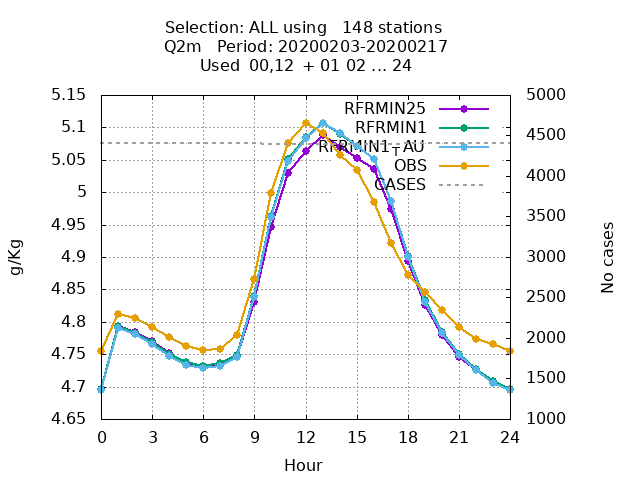 Selection: ALL using   148 stations
Q2m   Period: 20200203-20200217
Used  00,12  + 01 02 ... 24
5.15
5.1
5.05
5
4.95
4.9
4.85
4.8
4.75
4.7
4.65
g/Kg
5000
4500
4000
3500
3000
2500
2000
1500
1000
No cases
RFRMIN25
RFRMIN1
RFRMIN1_TAU
OBS
CASES
0 3 6 9 12 15 18 21 24
Hour